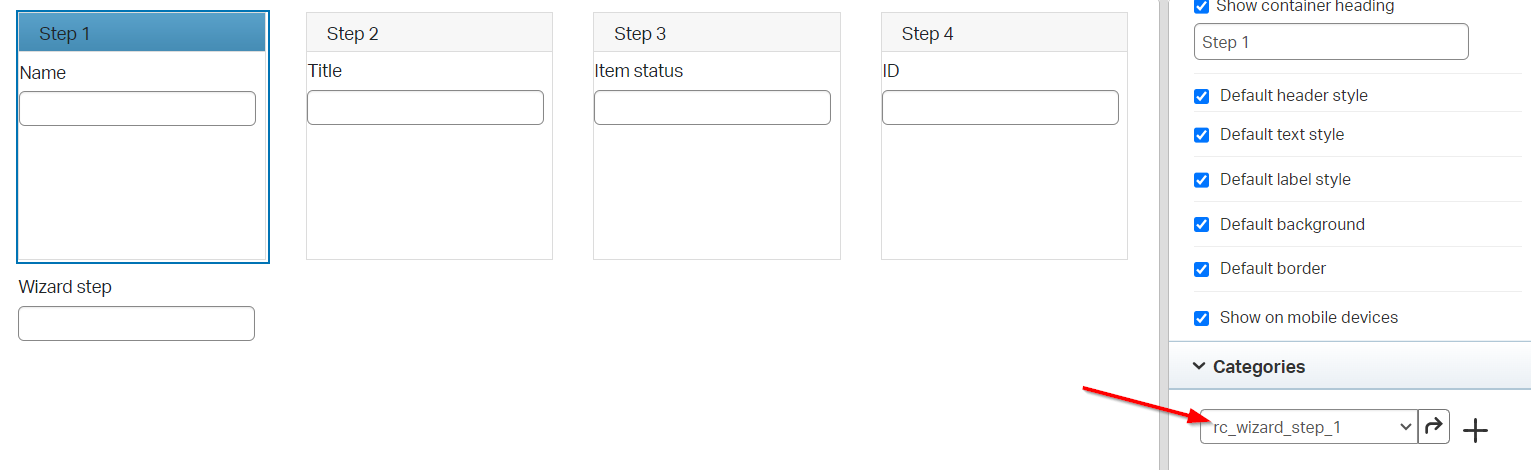 Step 1
Name
Step 2
Title
Step 3
Item status
Step 4
ID
Wizard step
Show container heading
Step 1
Default header style
Default text style
Default label style
Default background
Default border
Show on mobile devices
Categories
rc_wizard_step_1